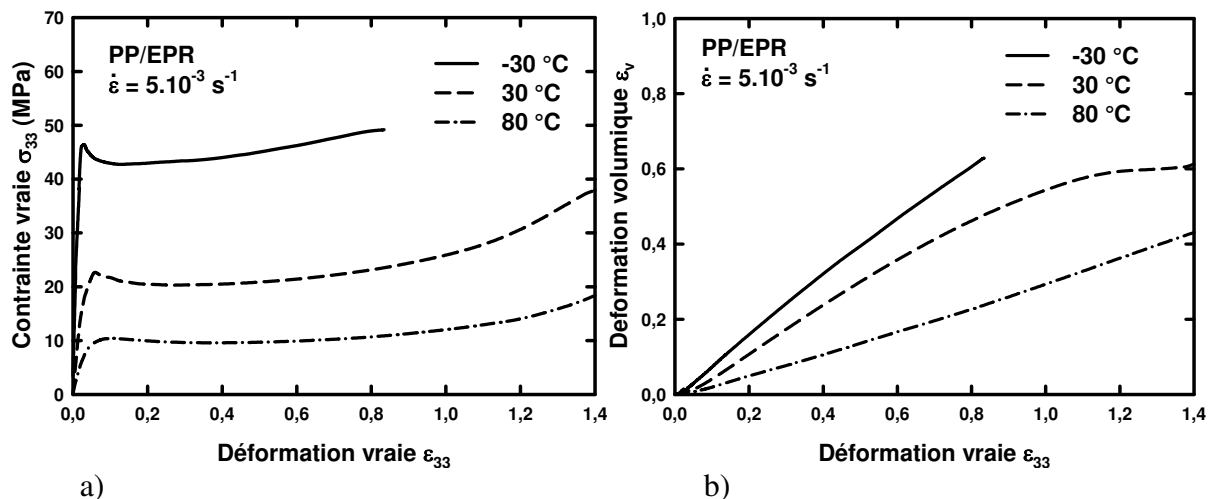 70
60
50
40
30
20
10
0
Contrainte vraie σ33 (MPa)
PP/EPR
ε̇ = 5.10-3 s-1
-30 °C
30 °C
80 °C
0,0 0,2 0,4 0,6 0,8 1,0 1,2 1,4
Déformation vraie ε33
a)
1,0
0,8
0,6
0,4
0,2
0,0
Deformation volumique εv
PP/EPR
ε̇ = 5.10-3 s-1
-30 °C
30 °C
80 °C
0,0 0,2 0,4 0,6 0,8 1,0 1,2 1,4
Déformation vraie ε33
b)